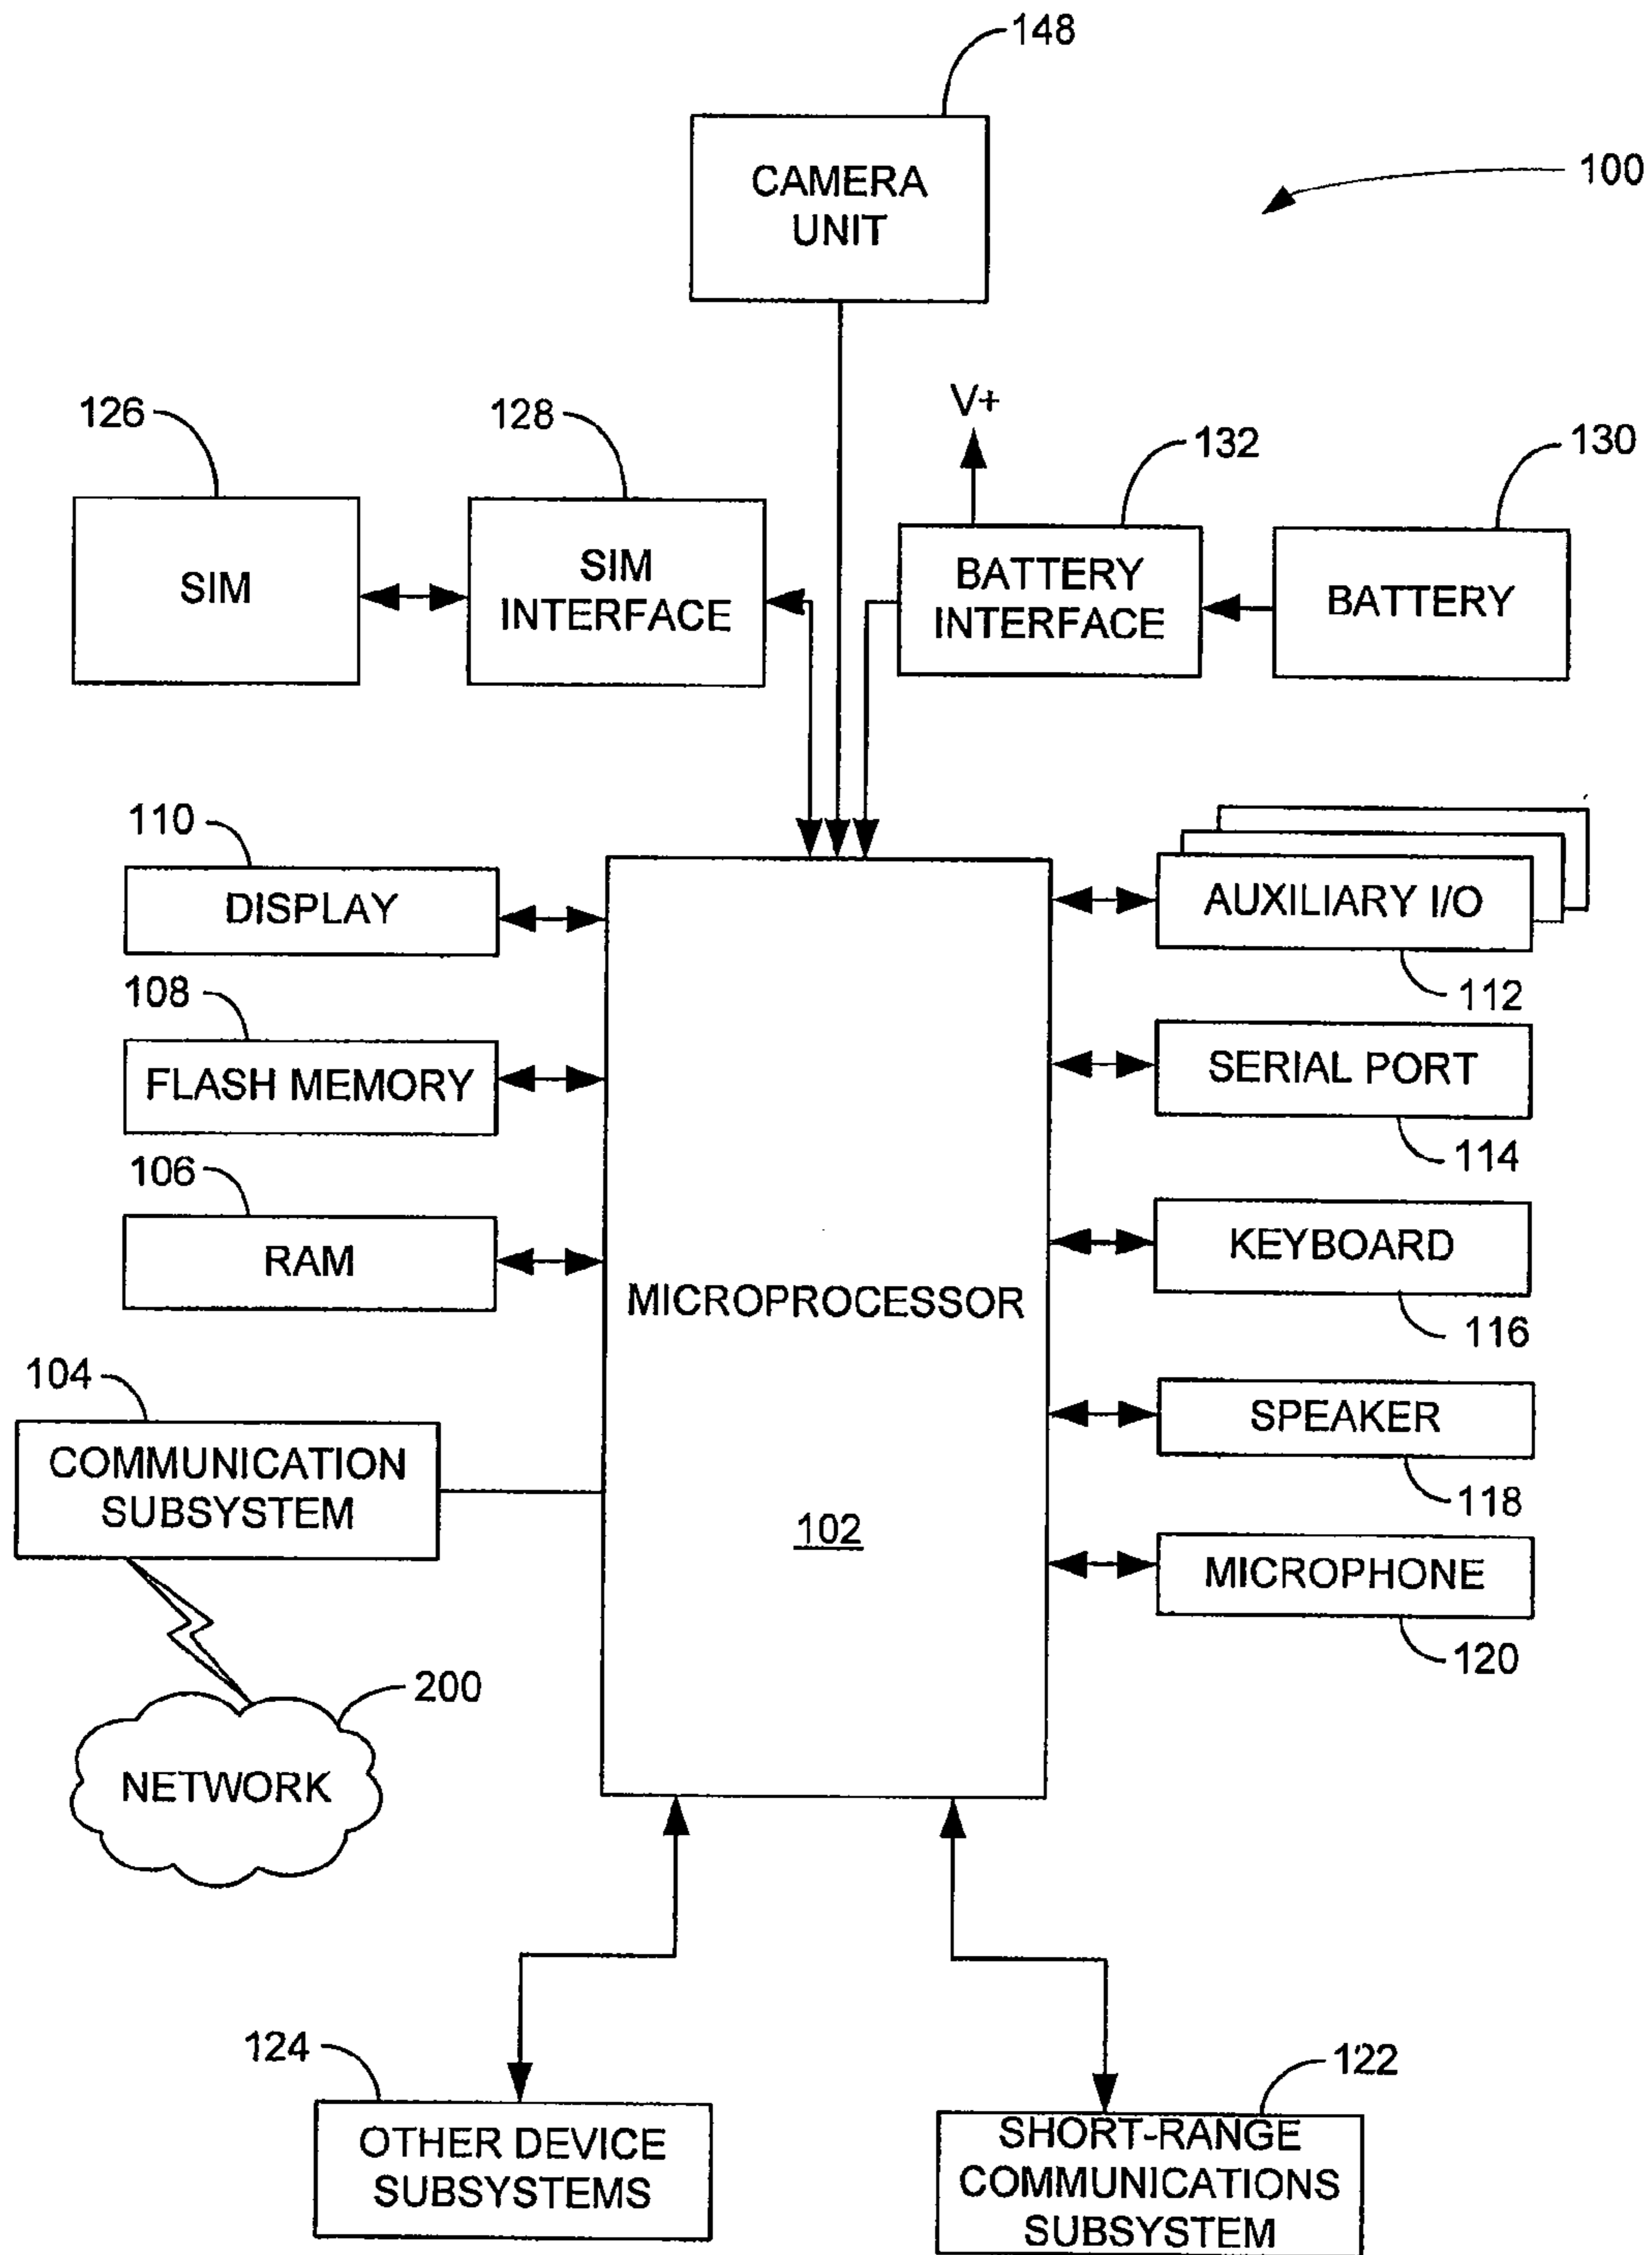 148
CAMERA
UNIT
100
V+
126
128
132
130
SIM
SIM
INTERFACE
BATTERY
INTERFACE
BATTERY
110
DISPLAY
AUXILIARY I/O
112
108
FLASH MEMORY
SERIAL PORT
114
106
RAM
KEYBOARD
116
MICROPROCESSOR
102
104
COMMUNICATION
SUBSYSTEM
SPEAKER
118
MICROPHONE
120
200
NETWORK
124
OTHER DEVICE
SUBSYSTEMS
122
SHORT-RANGE
COMMUNICATIONS
SUBSYSTEM